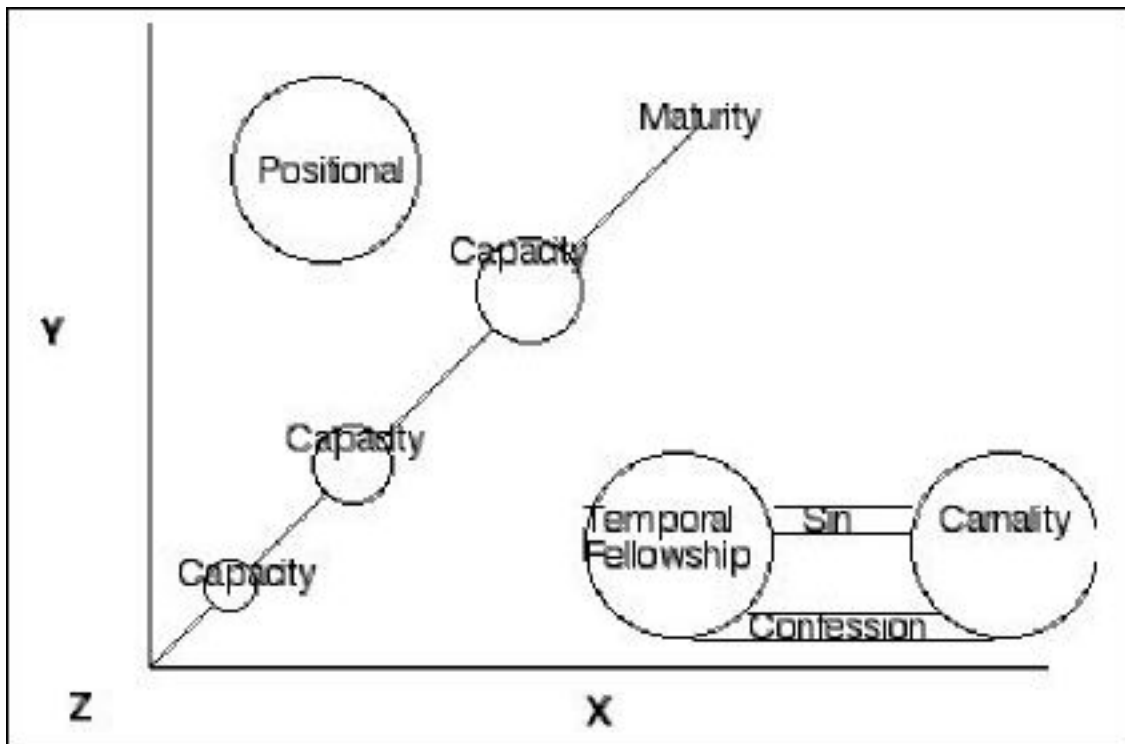 Maturity
Positional
Capacity
Y
Capacity
Temporal
Fellowship
Sin
Carnality
Capacity
Confession
Z
X